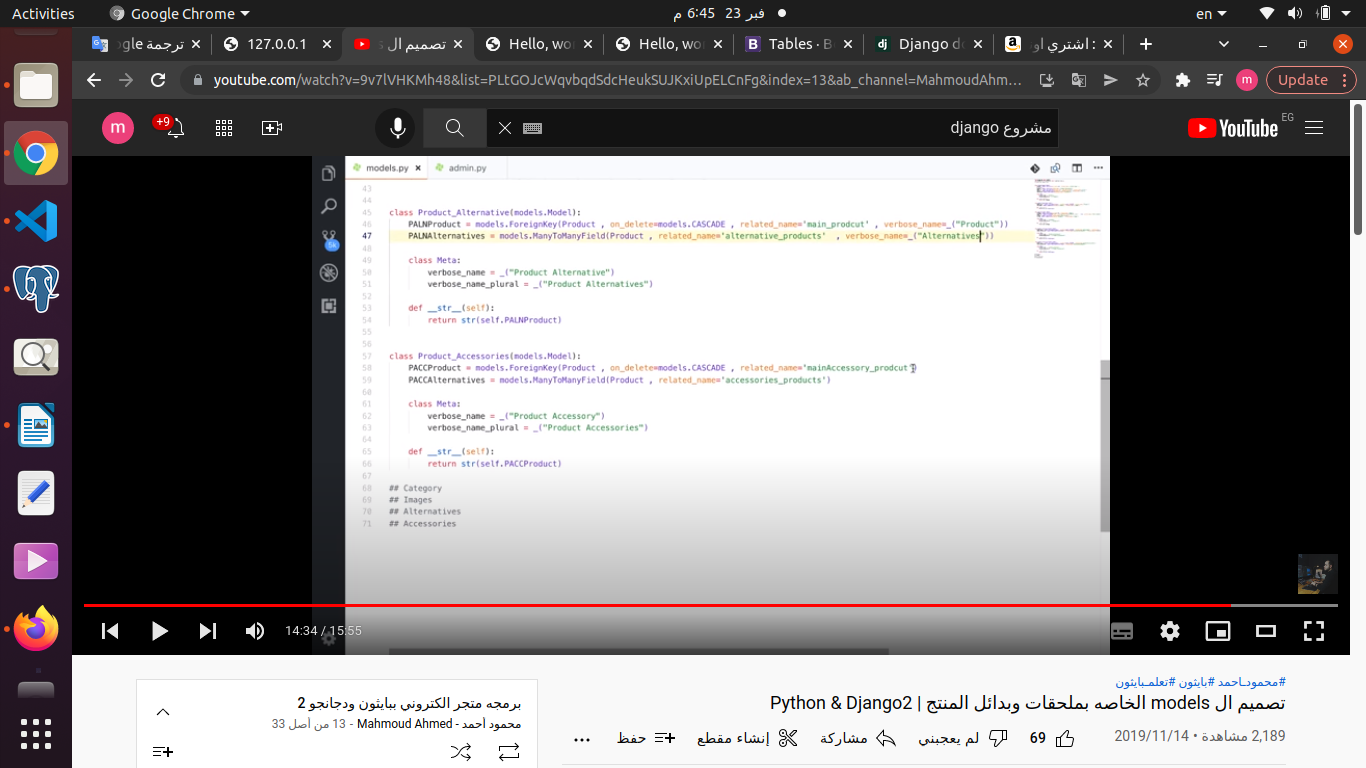 Activities
Google Chrome
6:45 م
23 فبر
en
ترجمة gle
127.0.0.1
تصميم ال
Hello, wo
Hello, wo
Tables · B
Django d
اشتري او :
Update
youtube.com/watch?v=9v7lVHKMh48&list=PLtGOJcWqvbqdSdcHeukSUJKxiUpELCnFg&index=13&ab_channel=MahmoudAhm…
m
m
+9
مشروع django
YouTube
EG
models.py
admin.py
43
44
45 class Product_Alternative(models.Model):
46 PALNProduct = models.ForeignKey(Product , on_delete=models.CASCADE , related_name='main_prodcut' , verbose_name=_("Product"))
47 PALNAlternatives = models.ManyToManyField(Product , related_name='alternative_products' , verbose_name=_("Alternatives"))
48
49 class Meta:
50 verbose_name = _("Product Alternative")
51 verbose_name_plural = _("Product Alternatives")
52
53 def __str__(self):
54 return str(self.PALNProduct)
55
56
57 class Product_Accessories(models.Model):
58 PACCProduct = models.ForeignKey(Product , on_delete=models.CASCADE , related_name='mainAccessory_prodcut')
59 PACCAlternatives = models.ManyToManyField(Product , related_name='accessories_products')
60
61 class Meta:
62 verbose_name = _("Product Accessory")
63 verbose_name_plural = _("Product Accessories")
64
65 def __str__(self):
66 return str(self.PACCProduct)
67
68 ## Category
69 ## Images
70 ## Alternatives
71 ## Accessories
14:34 / 15:55
#محمود_احمد #بايثون #تعلم_بايثون
تصميم ال models الخاصه بملحقات وبدائل المنتج | Python & Django2
2,189 مشاهدة • 2019/11/14
69
لم يعجبني
مشاركة
إنشاء مقطع
حفظ
برمجه متجر الكتروني ببايثون ودجانجو 2
محمود أحمد - Mahmoud Ahmed - 13 من أصل 33